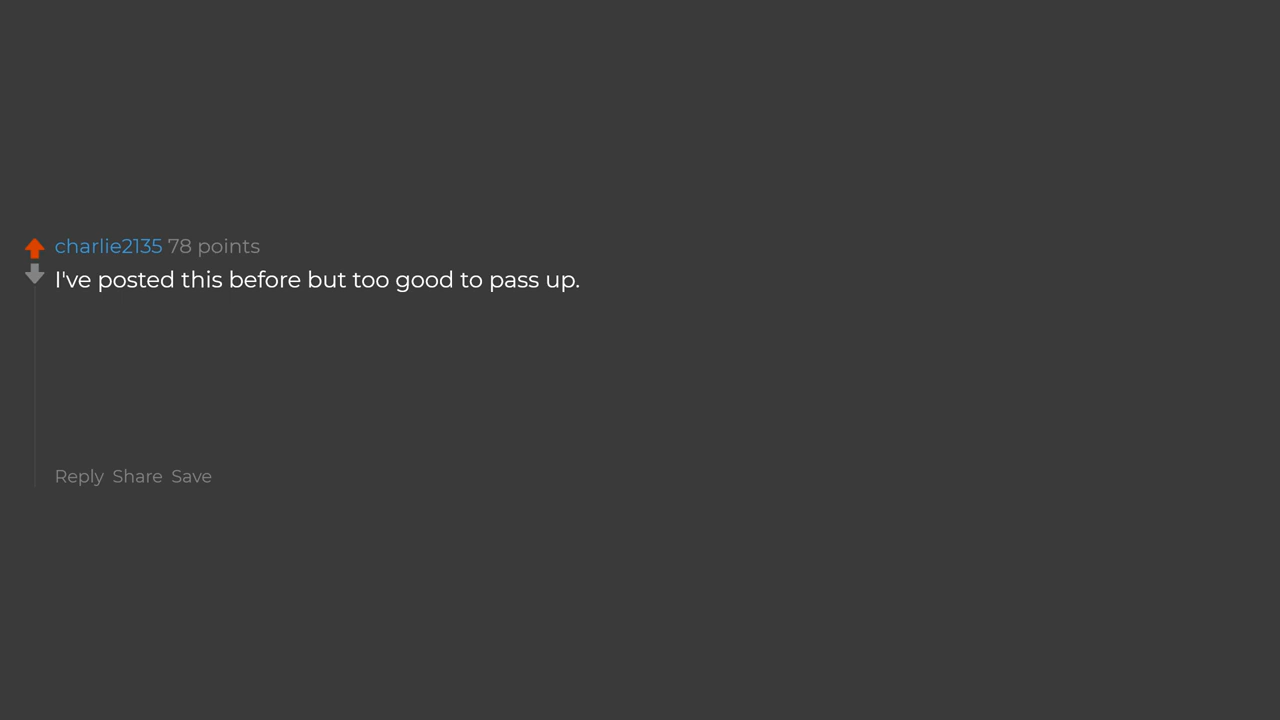 charlie2135 78 points
I've posted this before but too good to pass up.
Reply Share Save